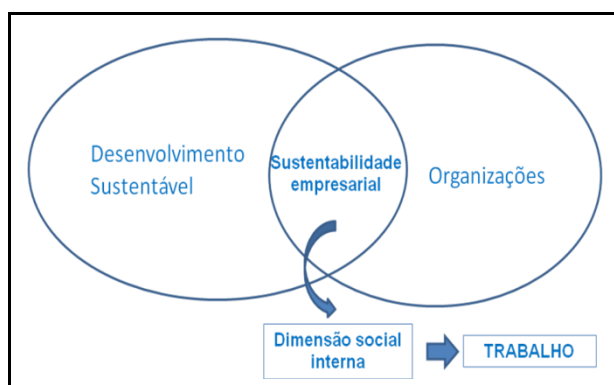 Desenvolvimento
Sustentável
Sustentabilidade
empresarial
Organizações
Dimensão social
interna
TRABALHO